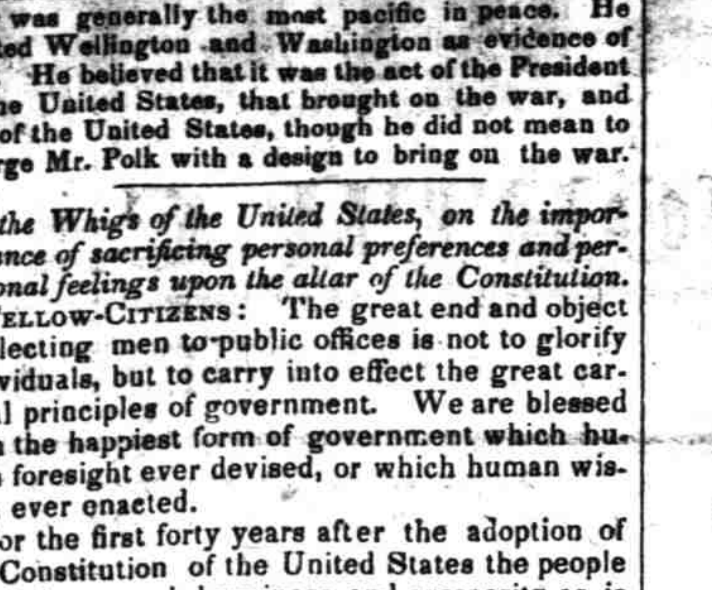 was generally the most pacific in peace. He
ted Wellington and Washington as evidence of
He believed that it was the act of the President
he United States, that brought on the war, and
of the United States, though he did not mean to
rge Mr. Polk with a design to bring on the war.
the Whigs of the United States, on the impor-
ance of sacrificing personal preferences and per-
onal feelings upon the altar of the Constitution.
ELLOW-CITIZENS: The great end and object
lecting men to public offices is not to glorify
viduals, but to carry into effect the great car-
l principles of government. We are blessed
h the happiest form of government which hu-
n foresight ever devised, or which human wis-
ever enacted.
or the first forty years after the adoption of
Constitution of the United States the people